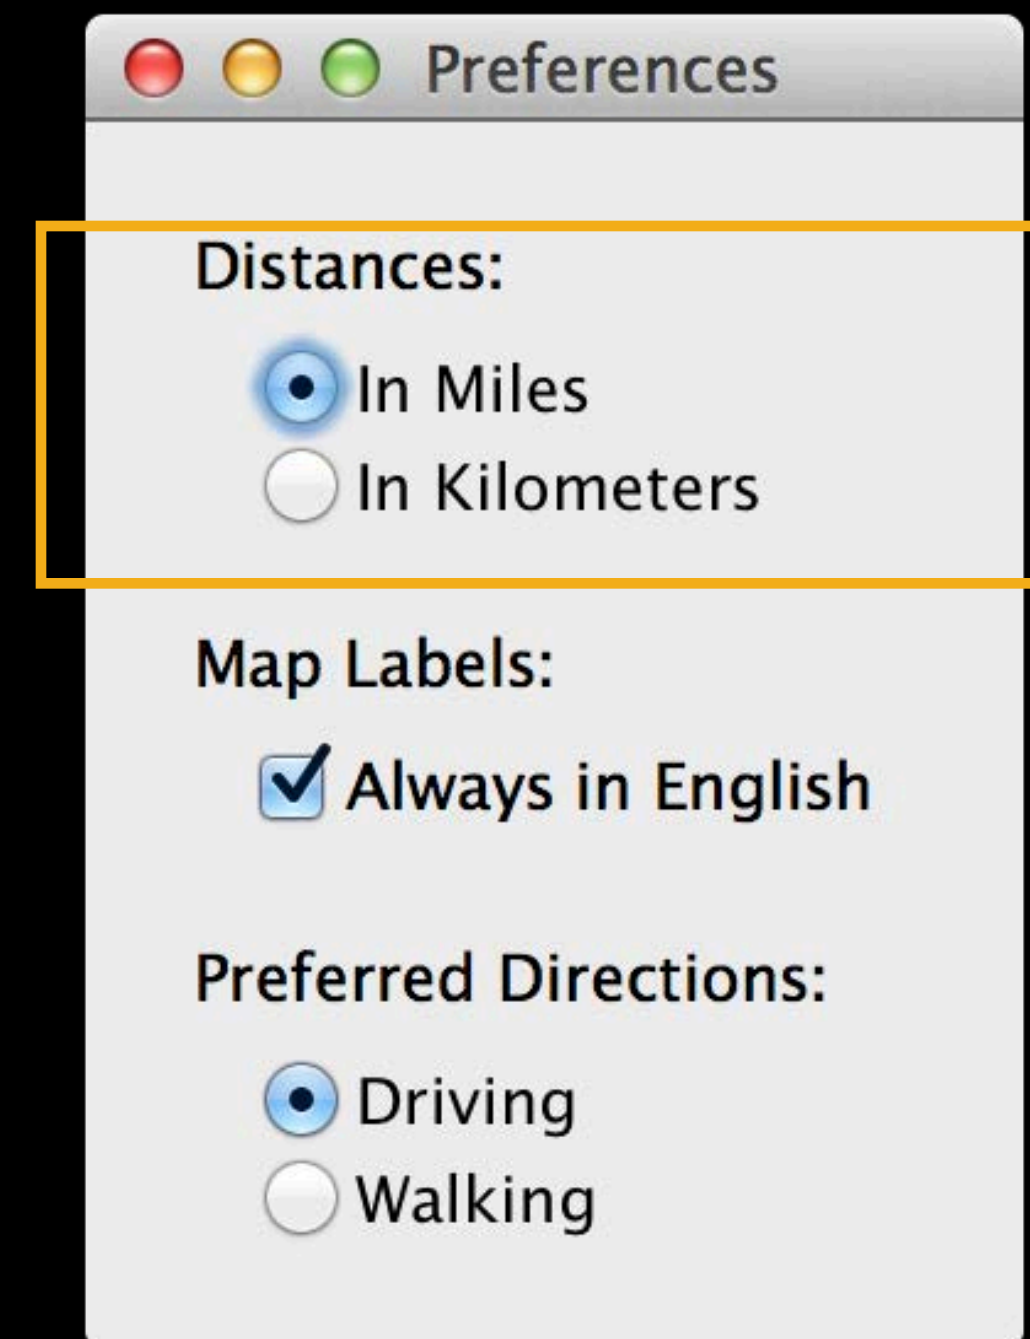 Preferences
Distances:
In Miles
In Kilometers
Map Labels:
Always in English
Preferred Directions:
Driving
Walking